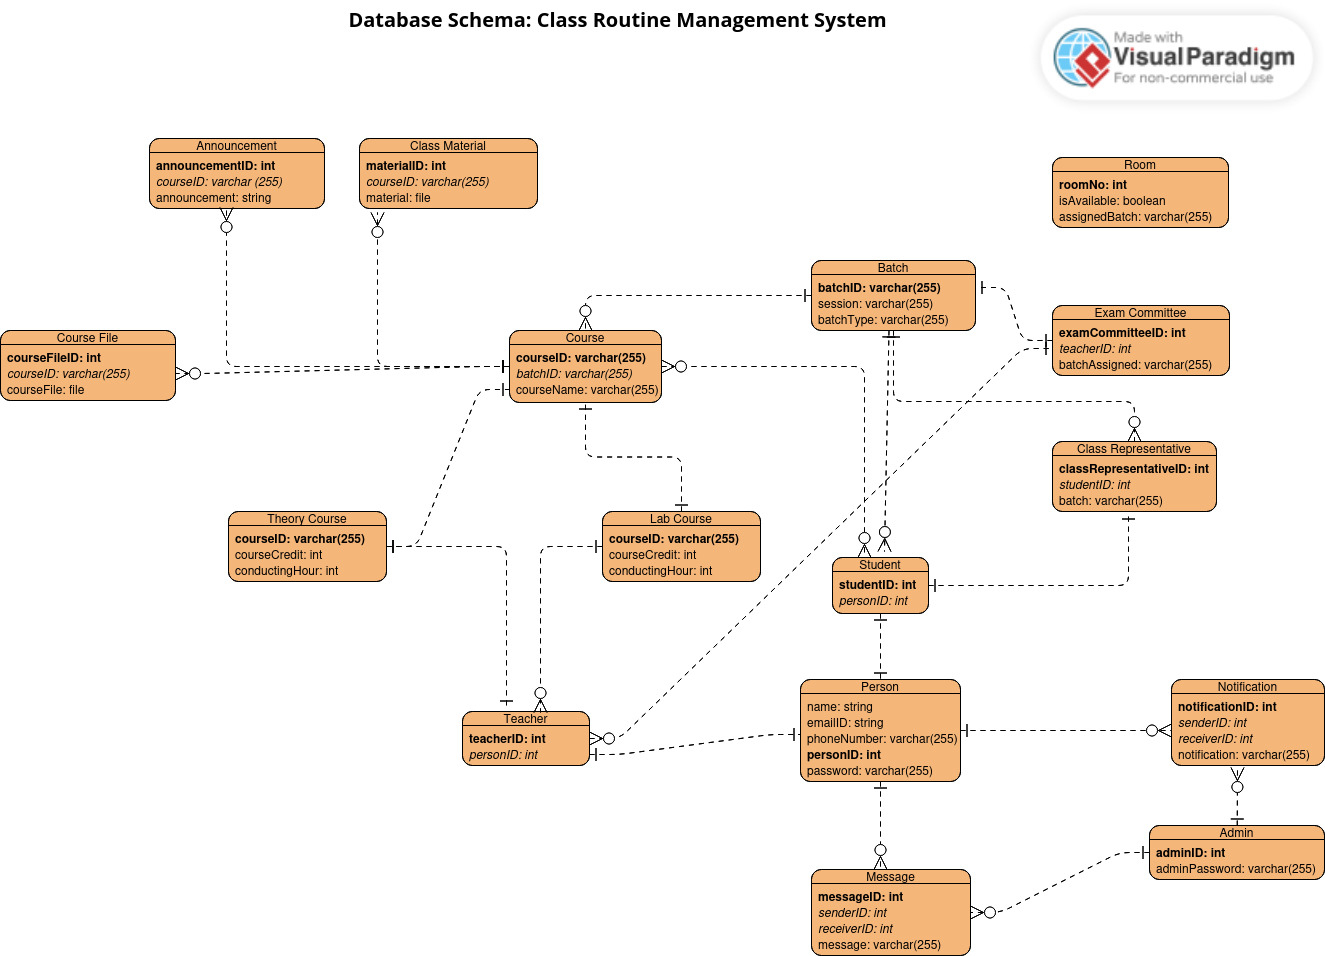 Database Schema: Class Routine Management System
Made with
Visual Paradigm
For non-commercial use
Announcement
announcementID: int
courseID: varchar (255)
announcement: string
Class Material
materialID: int
courseID: varchar(255)
material: file
Room
roomNo: int
isAvailable: boolean
assignedBatch: varchar(255)
Batch
batchID: varchar(255)
session: varchar(255)
batchType: varchar(255)
Exam Committee
examCommitteeID: int
teacherID: int
batchAssigned: varchar(255)
Course File
courseFileID: int
courseID: varchar(255)
courseFile: file
Course
courseID: varchar(255)
batchID: varchar(255)
courseName: varchar(255)
Class Representative
classRepresentativeID: int
studentID: int
batch: varchar(255)
Theory Course
courseID: varchar(255)
courseCredit: int
conductingHour: int
Lab Course
courseID: varchar(255)
courseCredit: int
conductingHour: int
Student
studentID: int
personID: int
Teacher
teacherID: int
personID: int
Person
name: string
emailID: string
phoneNumber: varchar(255)
personID: int
password: varchar(255)
Notification
notificationID: int
senderID: int
receiverID: int
notification: varchar(255)
Admin
adminID: int
adminPassword: varchar(255)
Message
messageID: int
senderID: int
receiverID: int
message: varchar(255)